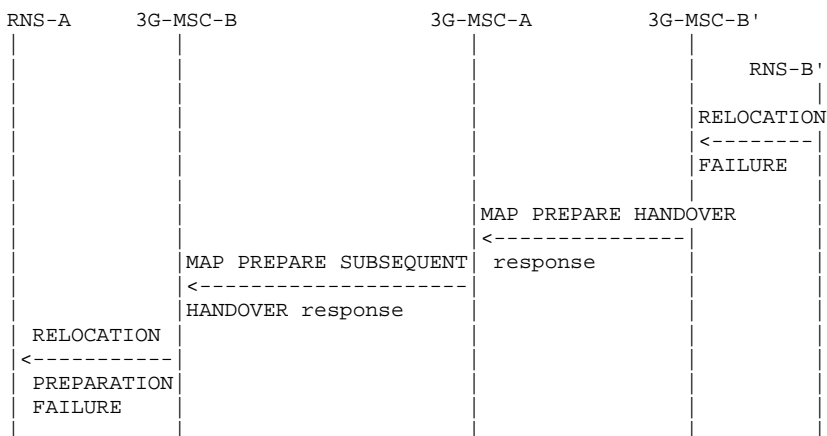 RNS-A 3G-MSC-B 3G-MSC-A 3G-MSC-B'
RNS-B'
RELOCATION
FAILURE
MAP PREPARE HANDOVER
response
MAP PREPARE SUBSEQUENT
HANDOVER response
RELOCATION
PREPARATION
FAILURE